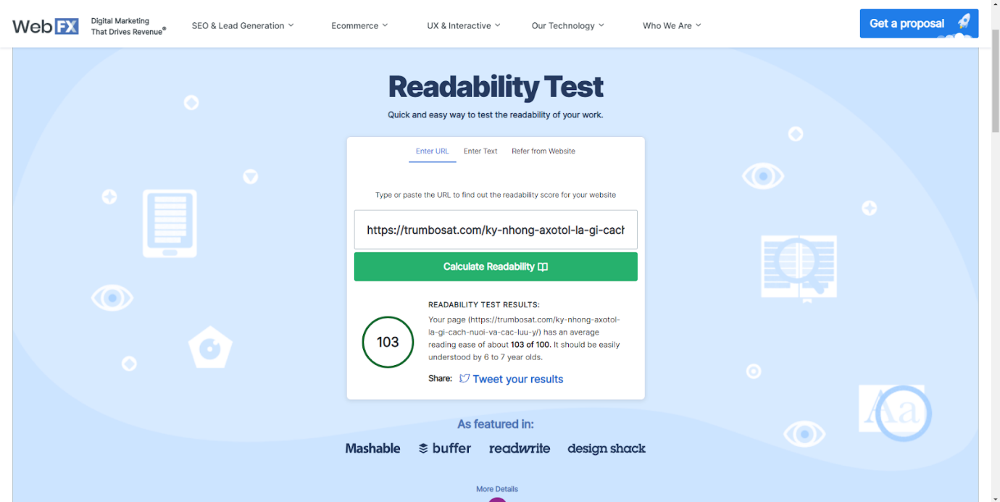 WebFX
Digital Marketing
That Drives Revenue®
SEO & Lead Generation
Ecommerce
UX & Interactive
Our Technology
Who We Are
Get a proposal
Readability Test
Quick and easy way to test the readability of your work.
Enter URL
Enter Text
Refer from Website
Type or paste the URL to find out the readability score for your website
https://trumbosat.com/ky-nhong-axotol-la-gi-cach
Calculate Readability
103
READABILITY TEST RESULTS:
Your page (https://trumbosat.com/ky-nhong-axotol-
la-gi-cach-nuoi-va-cac-luu-y/) has an average
reading ease of about 103 of 100. It should be easily
understood by 6 to 7 year olds.
Share: Tweet your results
As featured in:
Mashable
buffer
readwrite
design shack
Aa
More Details